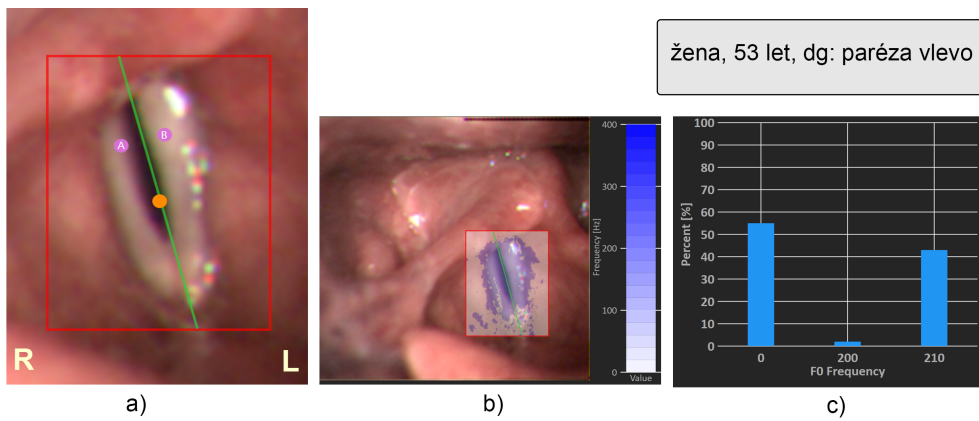 žena, 53 let, dg: paréza vlevo
A
B
R
L
a)
400
300
200
100
0
Frequency [Hz]
Value
b)
100
90
80
70
60
50
40
30
20
10
0
Percent [%]
0 200 210
F0 Frequency
c)